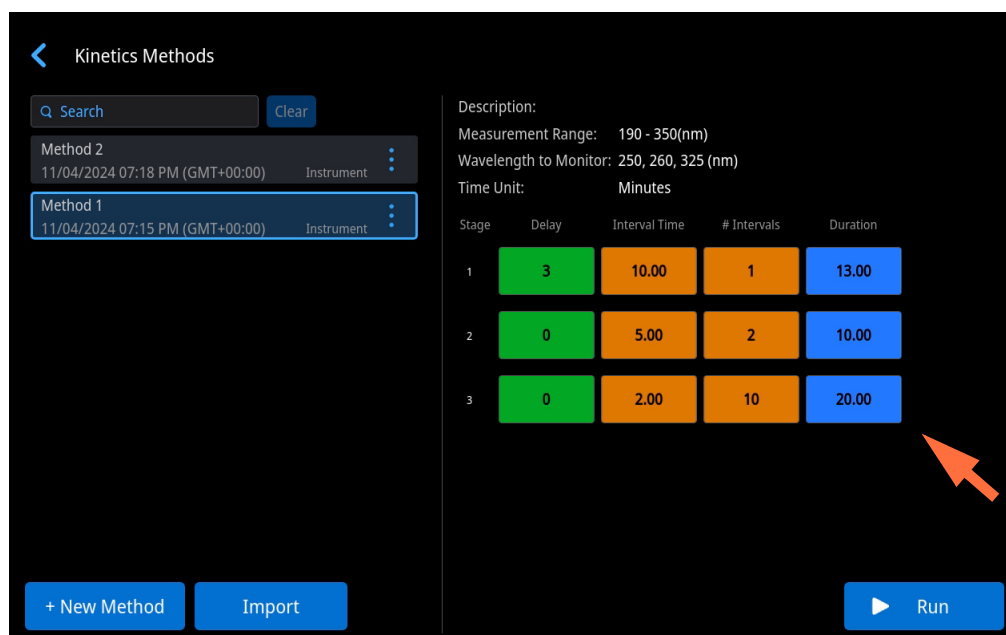 Kinetics Methods
Search
Clear
Method 2
11/04/2024 07:18 PM (GMT+00:00) Instrument
Method 1
11/04/2024 07:15 PM (GMT+00:00) Instrument
+ New Method
Import
Description:
Measurement Range: 190 - 350(nm)
Wavelength to Monitor: 250, 260, 325 (nm)
Time Unit: Minutes
Stage Delay Interval Time # Intervals Duration
1 3 10.00 1 13.00
2 0 5.00 2 10.00
3 0 2.00 10 20.00
Run